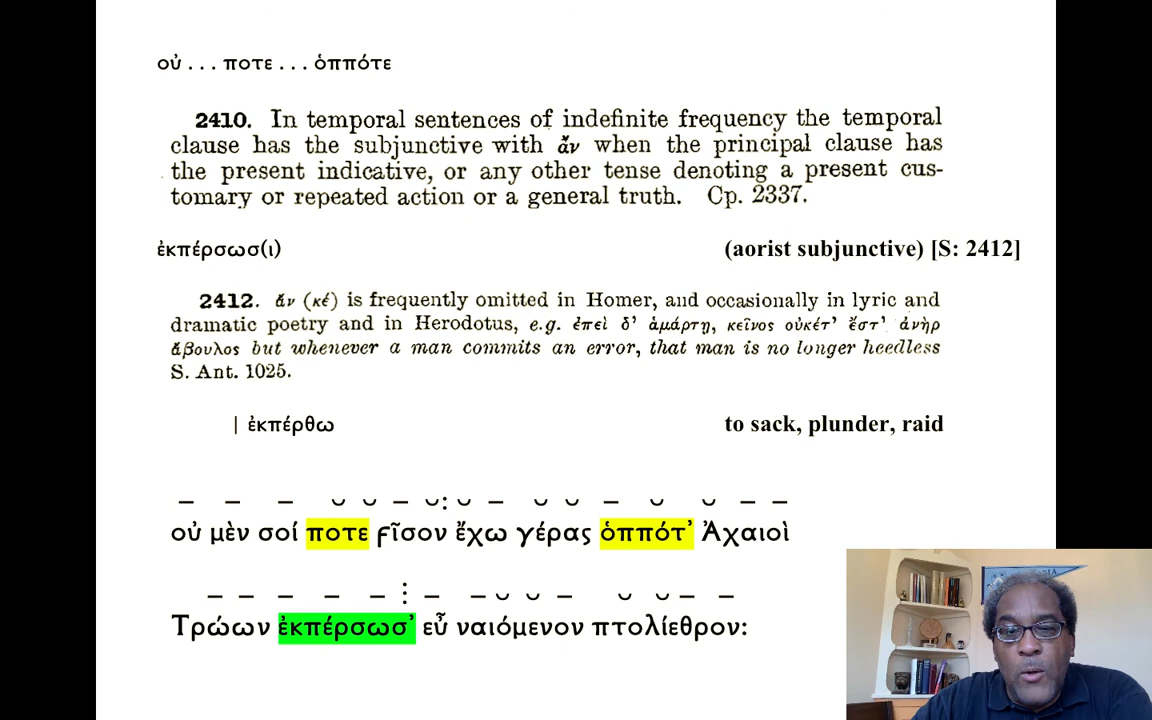 οὐ . . . ποτε . . . ὁππότε
2410. In temporal sentences of indefinite frequency the temporal
clause has the subjunctive with ἄν when the principal clause has
the present indicative, or any other tense denoting a present cus-
tomary or repeated action or a general truth. Cp. 2337.
ἐκπέρσωσ(ι) (aorist subjunctive) [S: 2412]
2412. ἄν (κέ) is frequently omitted in Homer, and occasionally in lyric and
dramatic poetry and in Herodotus, e.g. ἐπεὶ δ’ ἁμάρτῃ, κεῖνος οὐκέτ’ ἔστ’ ἀνὴρ
ἄβουλος but whenever a man commits an error, that man is no longer heedless
S. Ant. 1025.
| ἐκπέρθω to sack, plunder, raid
– – – ᴗ ᴗ – ᴗ : ᴗ – ᴗ ᴗ – ᴗ ᴗ – –
οὐ μὲν σοί ποτε ϝῖσον ἔχω γέρας ὁππότ’ Ἀχαιοὶ
– – – – – ⋮ – – ᴗ ᴗ – ᴗ ᴗ – –
Τρώων ἐκπέρσωσ’ εὖ ναιόμενον πτολίεθρον: